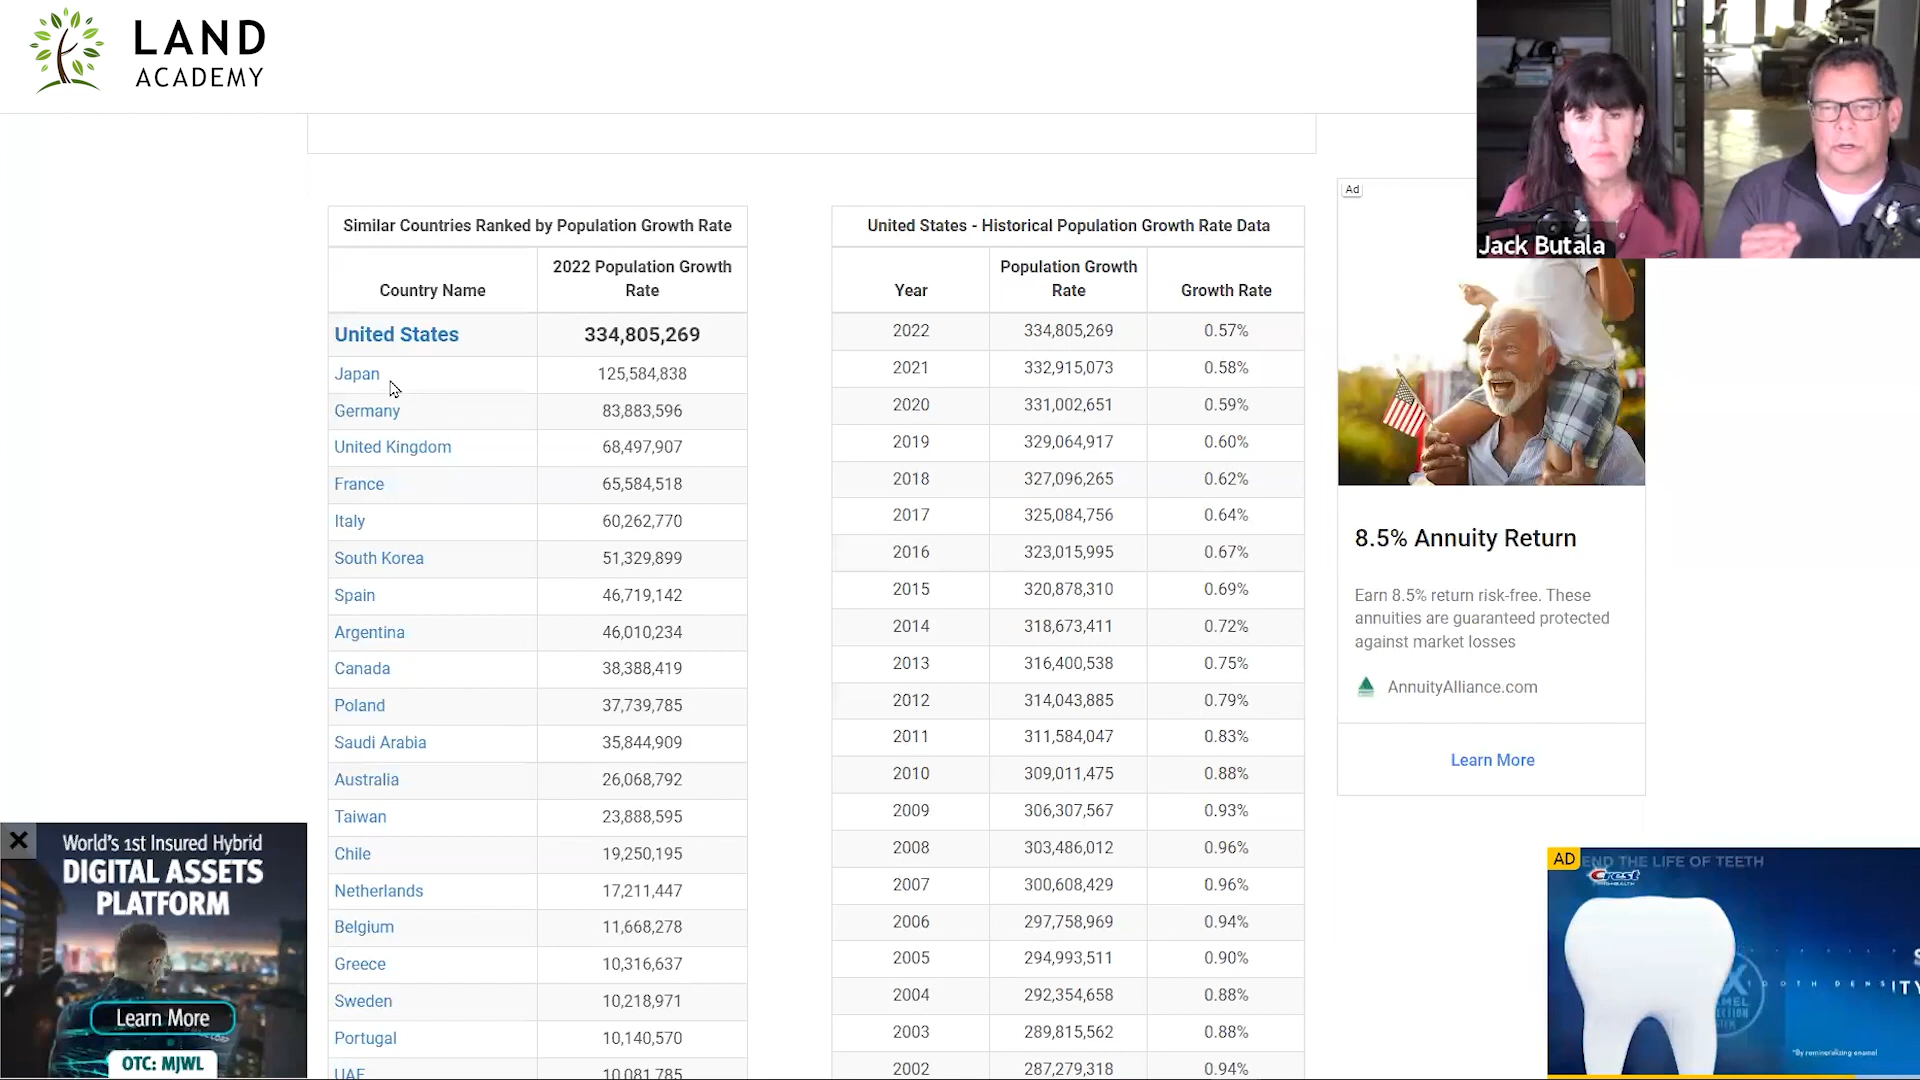 LAND
ACADEMY
Jack Butala
Similar Countries Ranked by Population Growth Rate
Country Name
2022 Population Growth
Rate
United States 334,805,269
Japan 125,584,838
Germany 83,883,596
United Kingdom 68,497,907
France 65,584,518
Italy 60,262,770
South Korea 51,329,899
Spain 46,719,142
Argentina 46,010,234
Canada 38,388,419
Poland 37,739,785
Saudi Arabia 35,844,909
Australia 26,068,792
Taiwan 23,888,595
Chile 19,250,195
Netherlands 17,211,447
Belgium 11,668,278
Greece 10,316,637
Sweden 10,218,971
Portugal 10,140,570
UAE 10,081,785
United States - Historical Population Growth Rate Data
Year
Population Growth
Rate
Growth Rate
2022 334,805,269 0.57%
2021 332,915,073 0.58%
2020 331,002,651 0.59%
2019 329,064,917 0.60%
2018 327,096,265 0.62%
2017 325,084,756 0.64%
2016 323,015,995 0.67%
2015 320,878,310 0.69%
2014 318,673,411 0.72%
2013 316,400,538 0.75%
2012 314,043,885 0.79%
2011 311,584,047 0.83%
2010 309,011,475 0.88%
2009 306,307,567 0.93%
2008 303,486,012 0.96%
2007 300,608,429 0.96%
2006 297,758,969 0.94%
2005 294,993,511 0.90%
2004 292,354,658 0.88%
2003 289,815,562 0.88%
2002 287,279,318 0.94%
Ad
8.5% Annuity Return
Earn 8.5% return risk-free. These
annuities are guaranteed protected
against market losses
AnnuityAlliance.com
Learn More
World's 1st Insured Hybrid
DIGITAL ASSETS
PLATFORM
Learn More
OTC: MJWL
AD
END THE LIFE OF TEETH
Crest
*By remineralizing enamel